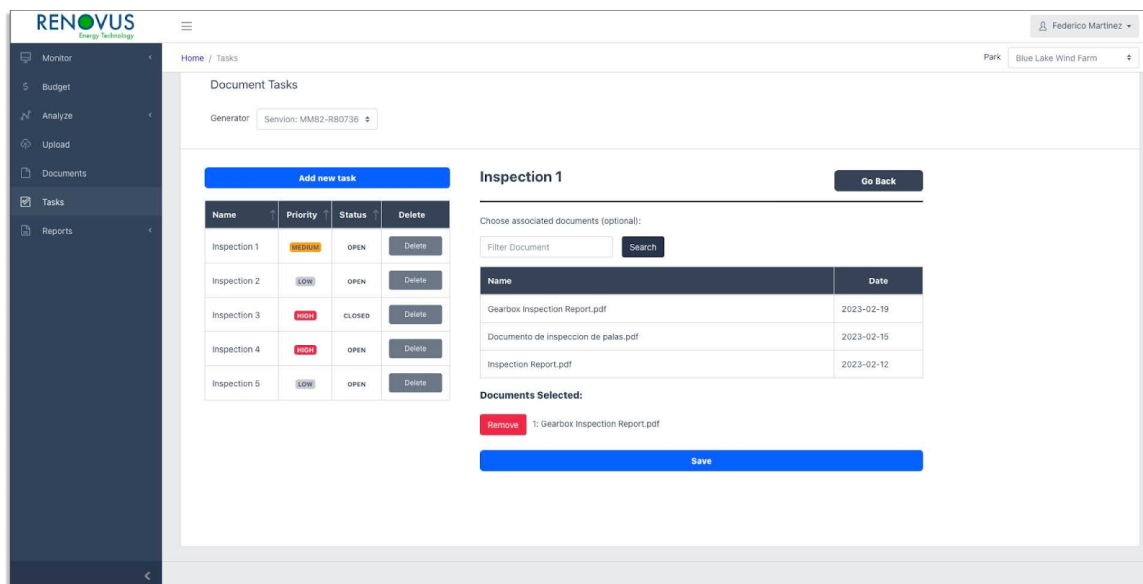 RENOVUS
Energy Technology
Federico Martinez
Monitor
Budget
Analyze
Upload
Documents
Tasks
Reports
Home / Tasks
Park Blue Lake Wind Farm
Document Tasks
Generator Senvion: MM82-R80736
Add new task
Name Priority Status Delete
Inspection 1 MEDIUM OPEN Delete
Inspection 2 LOW OPEN Delete
Inspection 3 HIGH CLOSED Delete
Inspection 4 HIGH OPEN Delete
Inspection 5 LOW OPEN Delete
Inspection 1
Go Back
Choose associated documents (optional):
Filter Document Search
Name Date
Gearbox Inspection Report.pdf 2023-02-19
Documento de inspeccion de palas.pdf 2023-02-15
Inspection Report.pdf 2023-02-12
Documents Selected:
Remove 1: Gearbox Inspection Report.pdf
Save